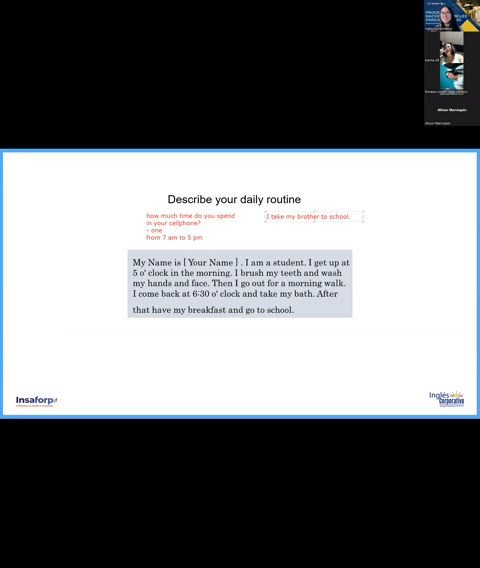 Allison Marroquin
Allison Marroquin
Describe your daily routine
how much time do you spend
in your cellphone?
- one
from 7 am to 5 pm
I take my brother to school.
My Name is [ Your Name ] . I am a student. I get up at
5 o' clock in the morning. I brush my teeth and wash
my hands and face. Then I go out for a morning walk.
I come back at 6:30 o' clock and take my bath. After
that have my breakfast and go to school.
Insaforp
Inglés
Corporativo